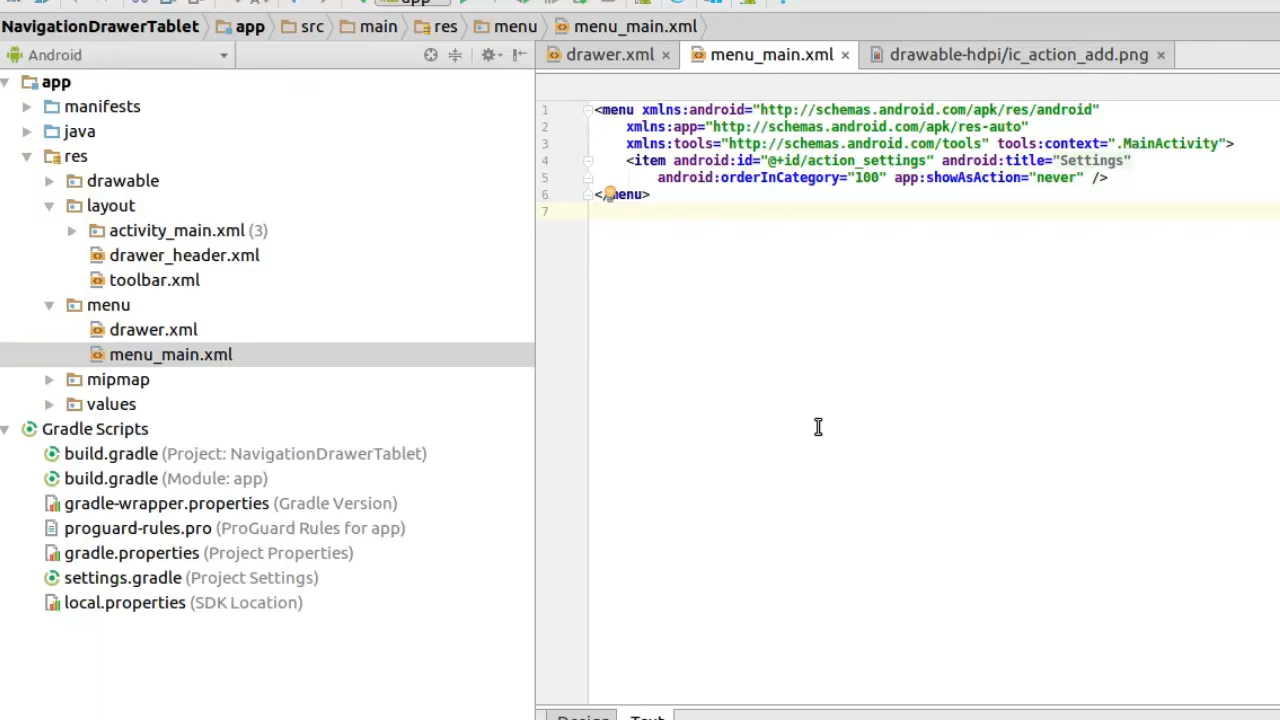 app
NavigationDrawerTablet app src main res menu menu_main.xml
Android
drawer.xml menu_main.xml drawable-hdpi/ic_action_add.png
app
manifests
java
res
drawable
layout
activity_main.xml (3)
drawer_header.xml
toolbar.xml
menu
drawer.xml
menu_main.xml
mipmap
values
Gradle Scripts
build.gradle (Project: NavigationDrawerTablet)
build.gradle (Module: app)
gradle-wrapper.properties (Gradle Version)
proguard-rules.pro (ProGuard Rules for app)
gradle.properties (Project Properties)
settings.gradle (Project Settings)
local.properties (SDK Location)
1 <menu xmlns:android="http://schemas.android.com/apk/res/android"
2 xmlns:app="http://schemas.android.com/apk/res-auto"
3 xmlns:tools="http://schemas.android.com/tools" tools:context=".MainActivity">
4 <item android:id="@+id/action_settings" android:title="Settings"
5 android:orderInCategory="100" app:showAsAction="never" />
6 </menu>
7
Design Text